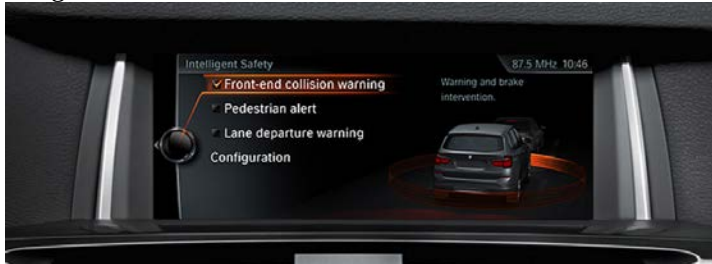 Intelligent Safety
87.5 MHz 10:46
Front-end collision warning
Warning and brake
intervention.
Pedestrian alert
Lane departure warning
Configuration